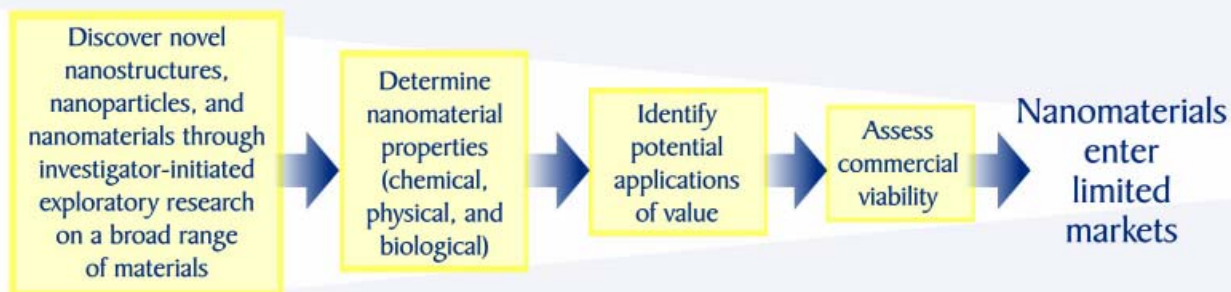 Discover novel
nanostructures,
nanoparticles, and
nanomaterials through
investigator-initiated
exploratory research
on a broad range
of materials
Determine
nanomaterial
properties
(chemical,
physical, and
biological)
Identify
potential
applications
of value
Assess
commercial
viability
Nanomaterials
enter
limited
markets